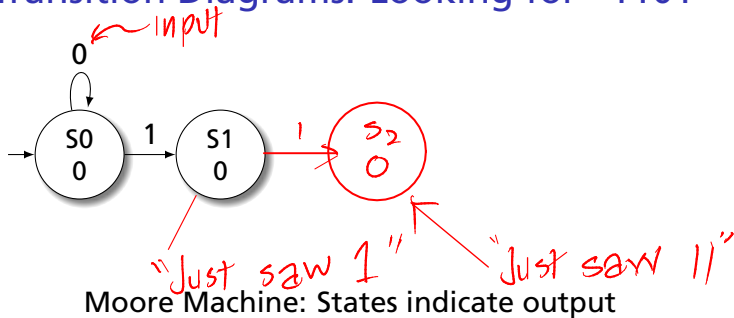 Transition Diagrams: Looking for "1101"
input
0
S0
0
1
S1
0
1
S2
0
"Just saw 1"
"Just saw 11"
Moore Machine: States indicate output